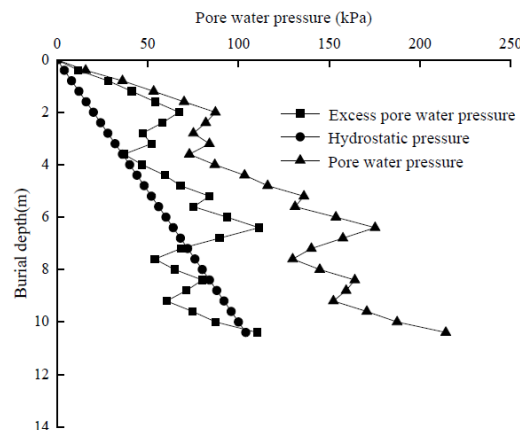 Pore water pressure (kPa)
0 50 100 150 200 250
0
2
4
6
8
10
12
14
Burial depth(m)
Excess pore water pressure
Hydrostatic pressure
Pore water pressure